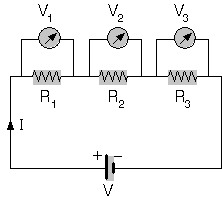 V1 V2 V3
R1 R2 R3
I
+ −
V